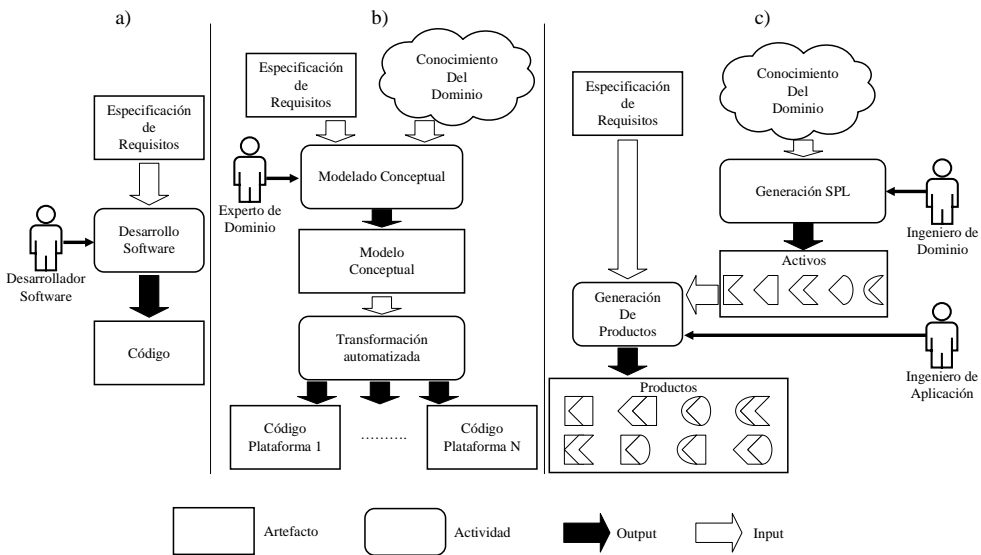 a)
Especificación
de
Requisitos
Desarrollo
Software
Desarrollador
Software
Código
b)
Especificación
de
Requisitos
Conocimiento
Del
Dominio
Modelado Conceptual
Experto de
Dominio
Modelo
Conceptual
Transformación
automatizada
Código
Plataforma 1
..........
Código
Plataforma N
c)
Especificación
de
Requisitos
Conocimiento
Del
Dominio
Generación SPL
Ingeniero de
Dominio
Activos
Generación
De
Productos
Ingeniero de
Aplicación
Productos
Artefacto
Actividad
Output
Input